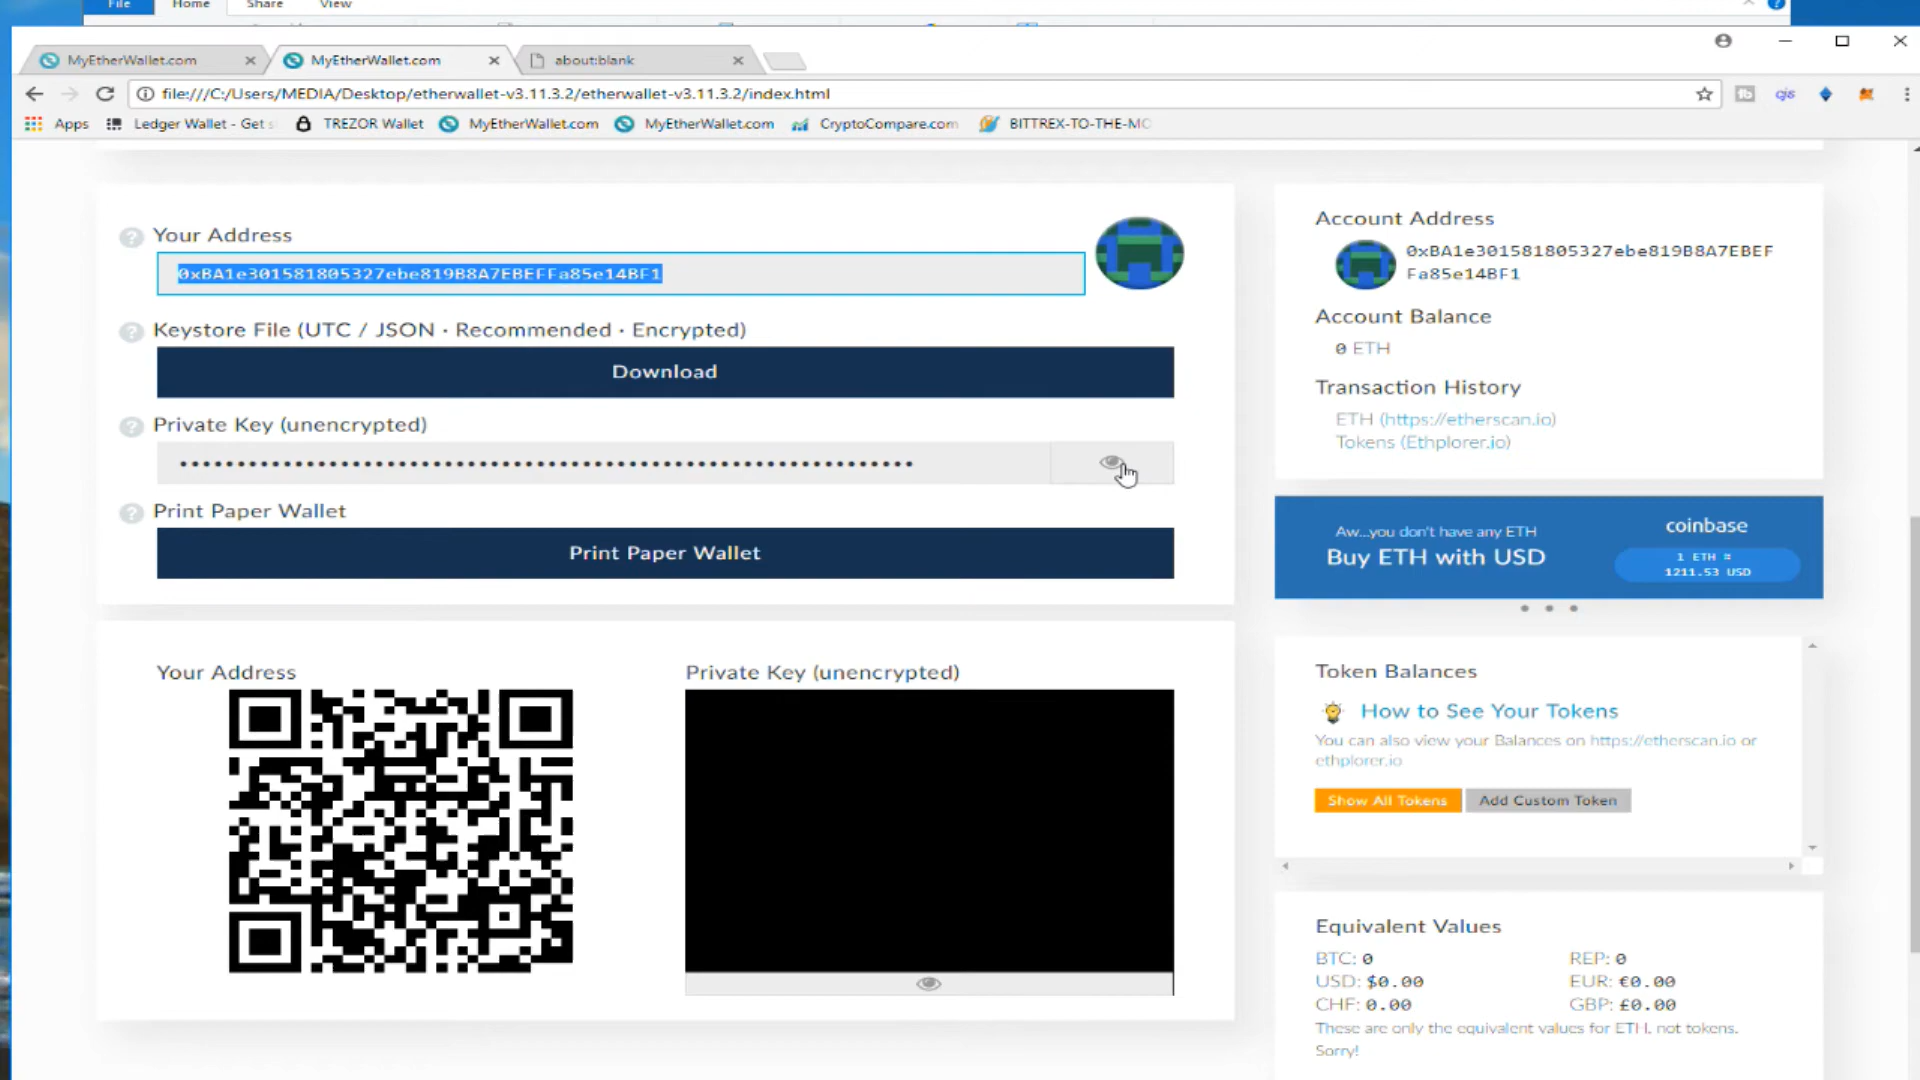 File Home Share View
MyEtherWallet.com MyEtherWallet.com about:blank
file:///C:/Users/MEDIA/Desktop/etherwallet-v3.11.3.2/etherwallet-v3.11.3.2/index.html
Apps Ledger Wallet - Get TREZOR Wallet MyEtherWallet.com MyEtherWallet.com CryptoCompare.com BITTREX-TO-THE-MO
Your Address
0xBA1e301581805327ebe819B8A7EBEFFa85e14BF1
Keystore File (UTC / JSON · Recommended · Encrypted)
Download
Private Key (unencrypted)
Print Paper Wallet
Print Paper Wallet
Your Address
Private Key (unencrypted)
Account Address
0xBA1e301581805327ebe819B8A7EBEF
Fa85e14BF1
Account Balance
0 ETH
Transaction History
ETH (https://etherscan.io)
Tokens (Ethplorer.io)
Aw...you don't have any ETH
Buy ETH with USD
coinbase
1 ETH ≈
1211.53 USD
Token Balances
How to See Your Tokens
You can also view your Balances on https://etherscan.io or
ethplorer.io
Show All Tokens Add Custom Token
Equivalent Values
BTC: 0 REP: 0
USD: $0.00 EUR: €0.00
CHF: 0.00 GBP: £0.00
These are only the equivalent values for ETH, not tokens.
Sorry!